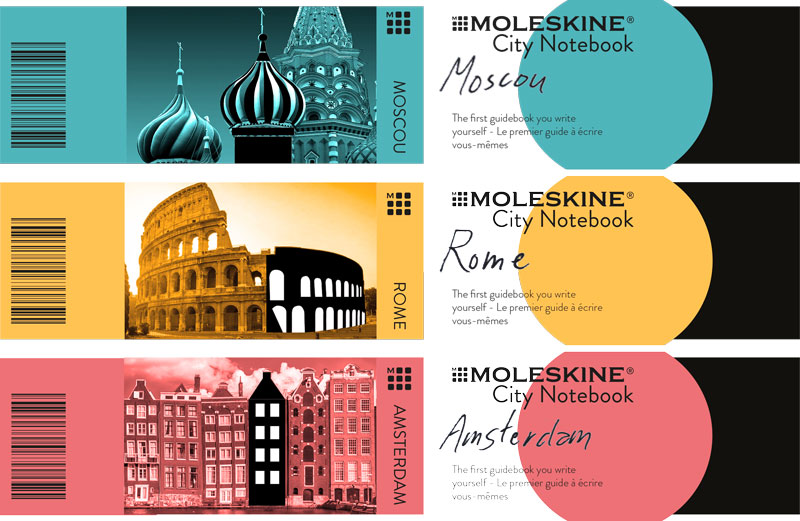 MOSCOU
MOLESKINE®
City Notebook
Moscou
The first guidebook you write
yourself - Le premier guide à écrire
vous-mêmes
ROME
MOLESKINE®
City Notebook
Rome
The first guidebook you write
yourself - Le premier guide à écrire
vous-mêmes
AMSTERDAM
MOLESKINE®
City Notebook
Amsterdam
The first guidebook you write
yourself - Le premier guide à écrire
vous-mêmes